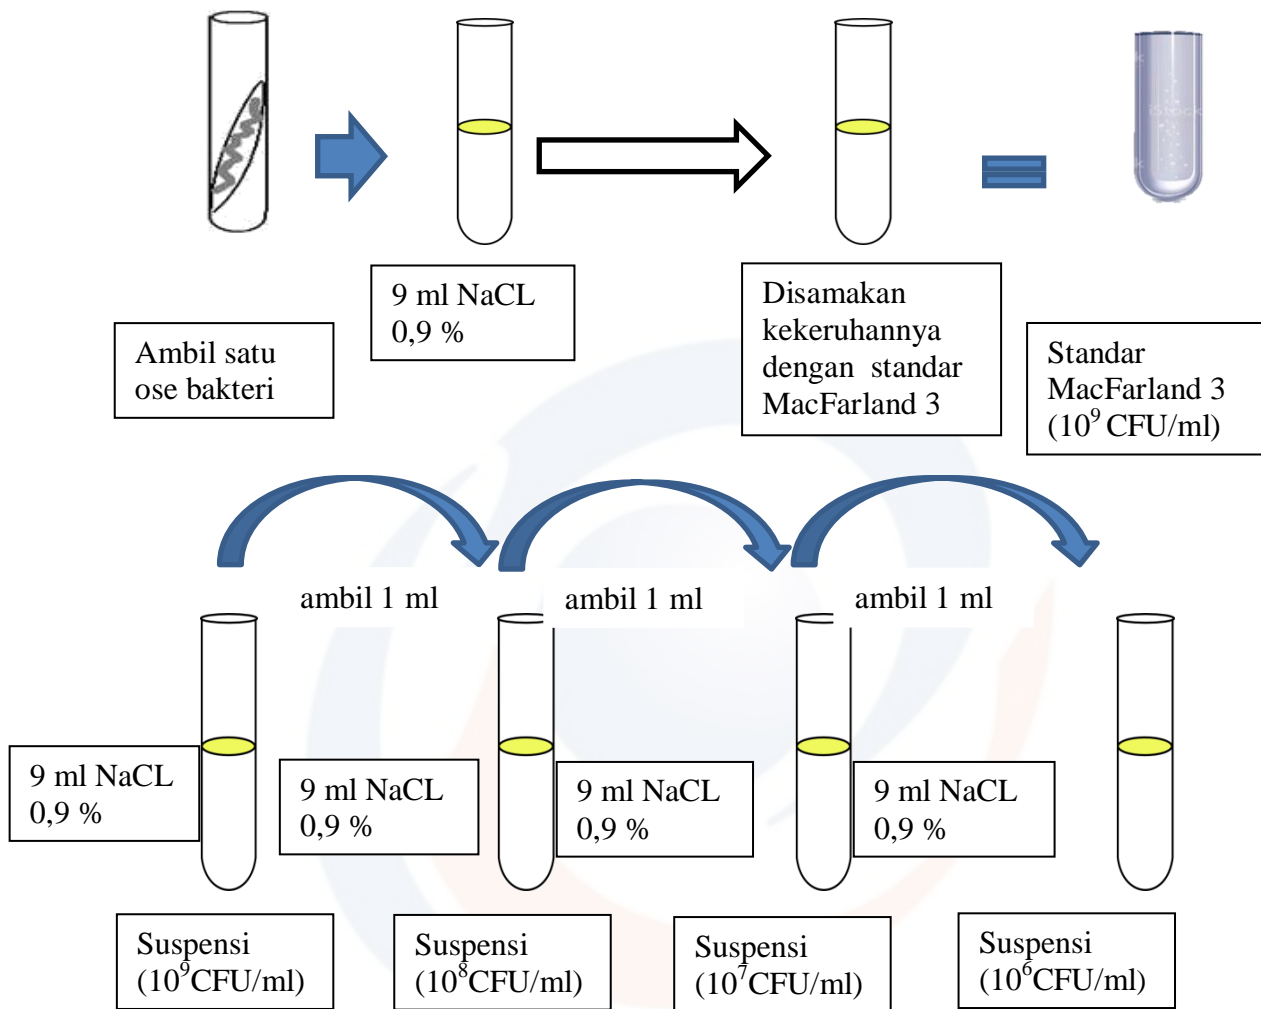 iStock
9 ml NaCL
0,9 %
Ambil satu
ose bakteri
Disamakan
kekeruhannya
dengan standar
MacFarland 3
Standar
MacFarland 3
(10⁹ CFU/ml)
ambil 1 ml
ambil 1 ml
ambil 1 ml
9 ml NaCL
0,9 %
9 ml NaCL
0,9 %
9 ml NaCL
0,9 %
9 ml NaCL
0,9 %
Suspensi
(10⁹CFU/ml)
Suspensi
(10⁸CFU/ml)
Suspensi
(10⁷CFU/ml)
Suspensi
(10⁶CFU/ml)